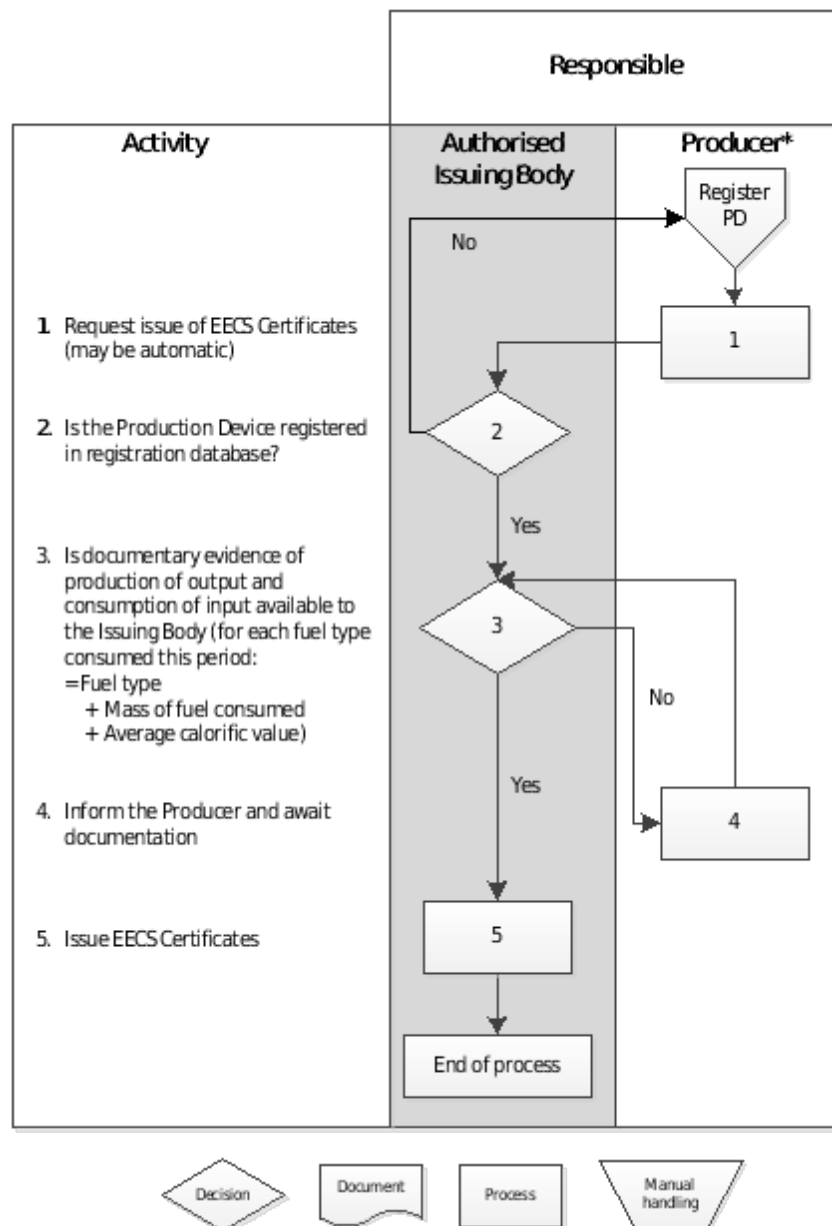 Responsible
Activity
Authorised
Issuing Body
Producer*
Register
PD
No
1 Request issue of EECS Certificates
(may be automatic)
1
2. Is the Production Device registered
in registration database?
2
Yes
3. Is documentary evidence of
production of output and
consumption of input available to
the Issuing Body (for each fuel type
consumed this period:
= Fuel type
+ Mass of fuel consumed
+ Average calorific value)
3
No
Yes
4. Inform the Producer and await
documentation
4
5. Issue EECS Certificates
5
End of process
Decision
Document
Process
Manual
handling